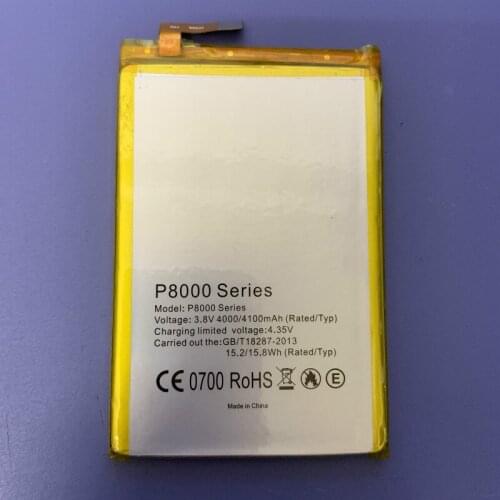 P8000 Series
Model: P8000 Series
Voltage: 3.8V 4000/4100mAh (Rated/Typ)
Charging limited voltage:4.35V
Carried out the:GB/T18287-2013
15.2/15.8Wh (Rated/Typ)
CE 0700 RoHS E
Made in China